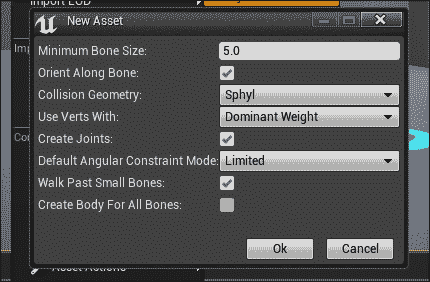 Import LOD
New Asset
Minimum Bone Size: 5.0
Orient Along Bone:
Collision Geometry: Sphyl
Use Verts With: Dominant Weight
Create Joints:
Default Angular Constraint Mode: Limited
Walk Past Small Bones:
Create Body For All Bones:
Ok Cancel
Asset Actions